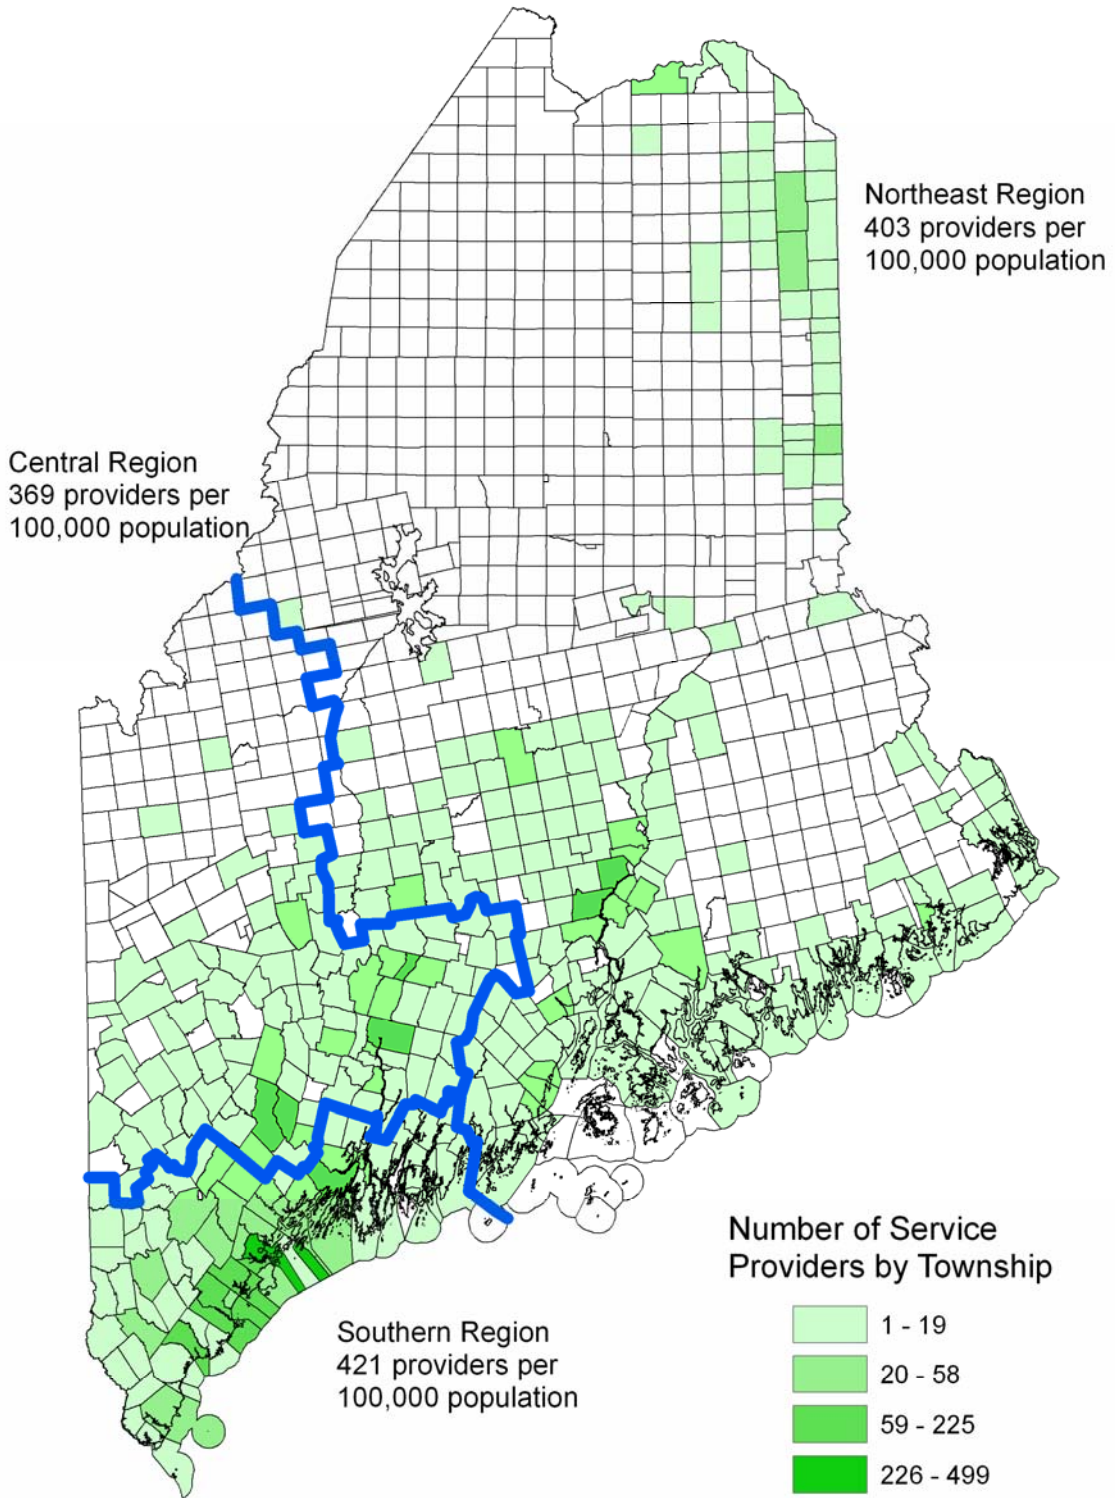 Northeast Region
403 providers per
100,000 population
Central Region
369 providers per
100,000 population
Southern Region
421 providers per
100,000 population
Number of Service
Providers by Township
1 - 19
20 - 58
59 - 225
226 - 499